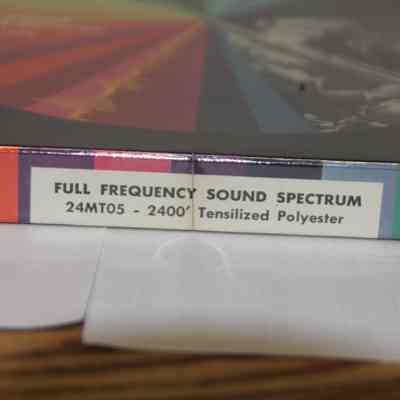 FULL FREQUENCY SOUND SPECTRUM
24MT05 - 2400' Tensilized Polyester